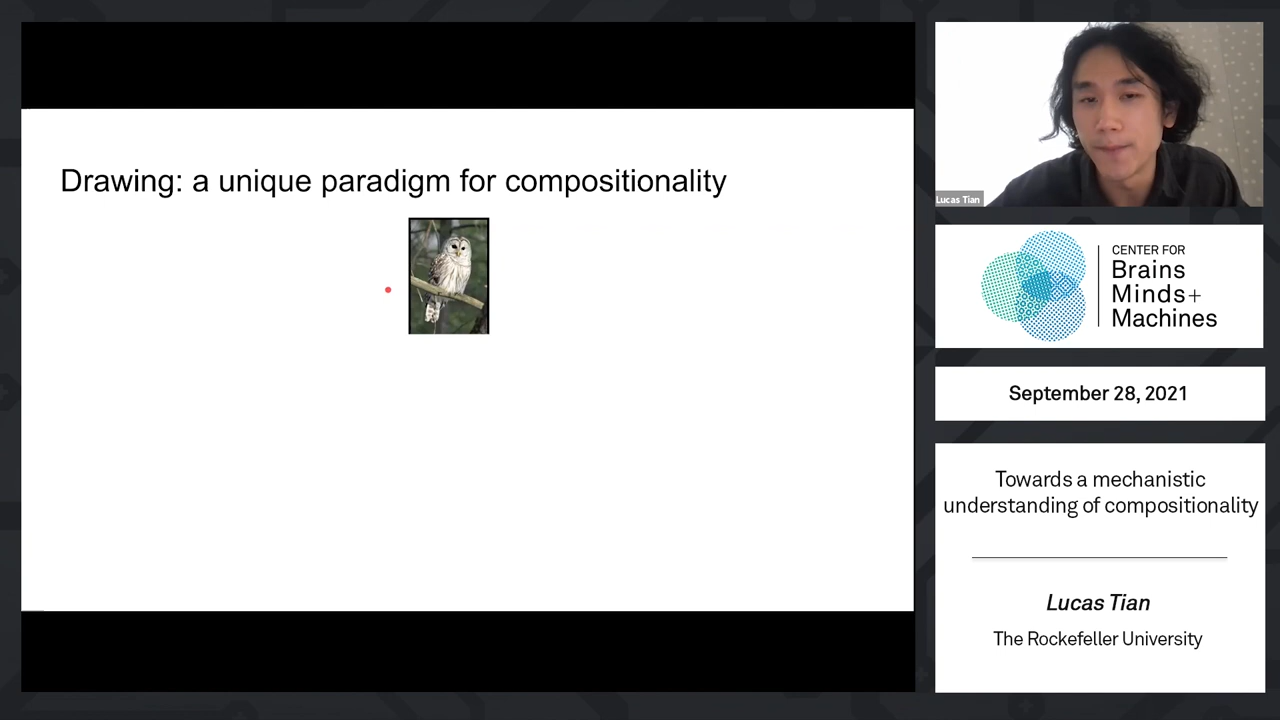 Drawing: a unique paradigm for compositionality
Lucas Tian
CENTER FOR
Brains
Minds+
Machines
September 28, 2021
Towards a mechanistic
understanding of compositionality
Lucas Tian
The Rockefeller University